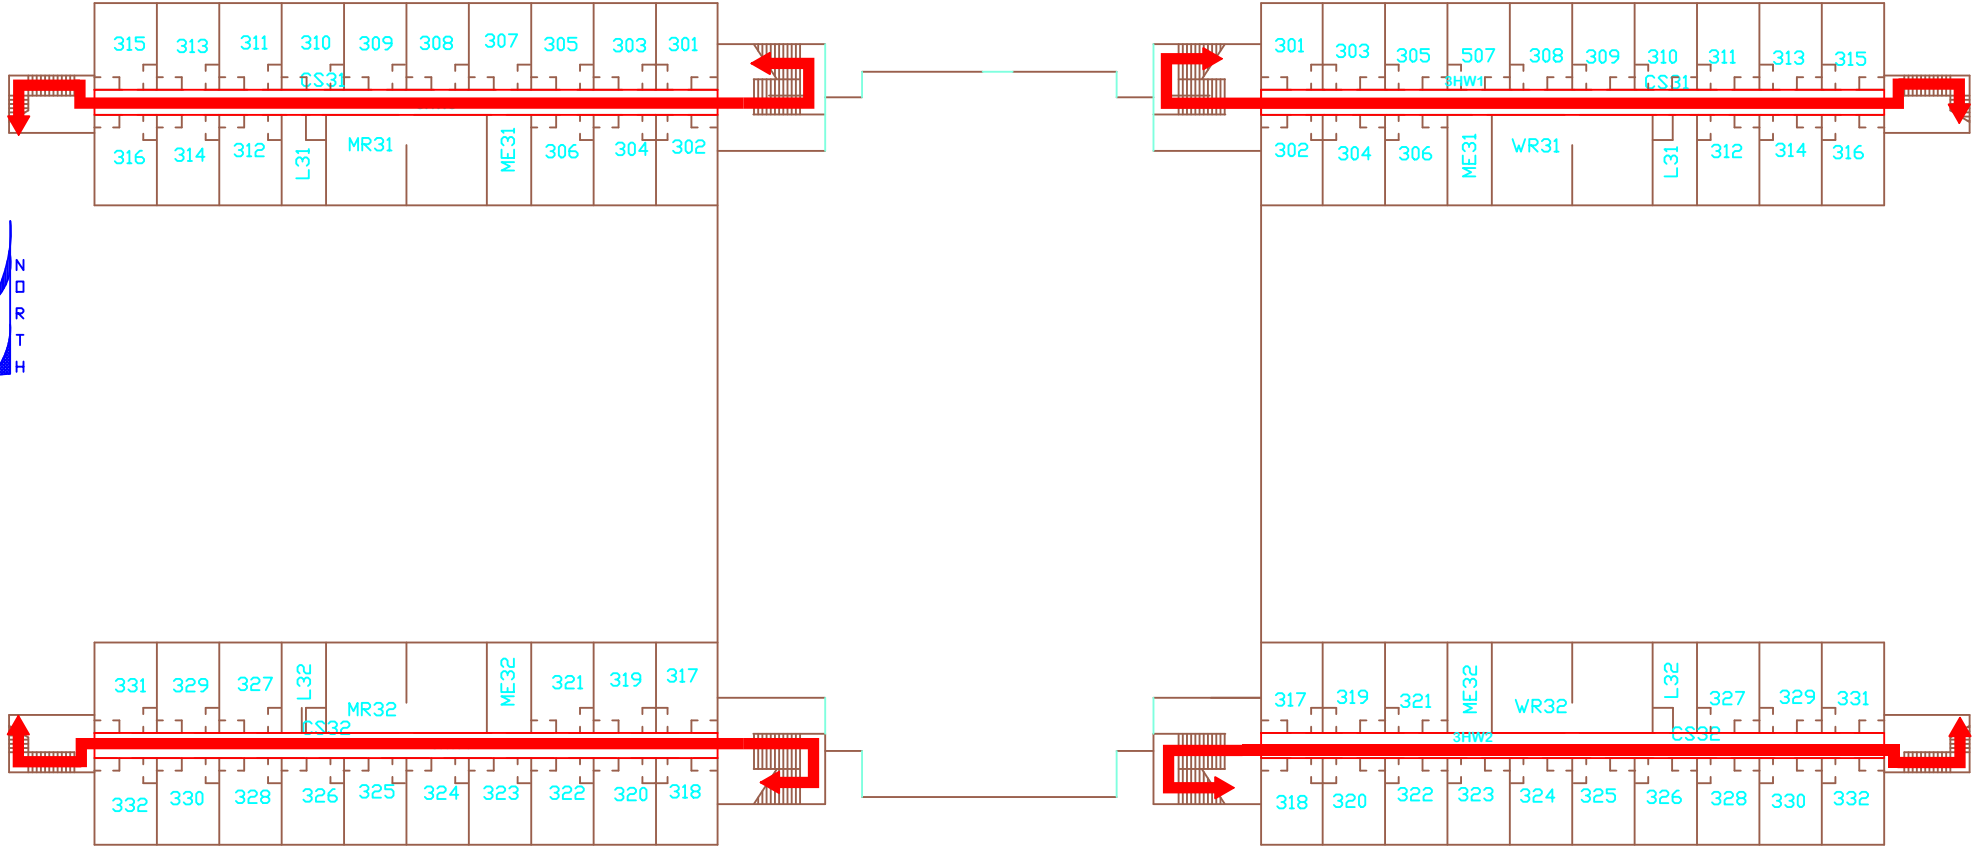 315 313 311 310 309 308 307 305 303 301
CS31
316 314 312 L31 MR31 ME31 306 304 302
301 303 305 507 308 309 310 311 313 315
3HW1 CS31
302 304 306 ME31 WR31 L31 312 314 316
NORTH
331 329 327 L32 MR32 ME32 321 319 317
CS32
332 330 328 326 325 324 323 322 320 318
317 319 321 ME32 WR32 L32 327 329 331
3HW2 CS32
318 320 322 323 324 325 326 328 330 332